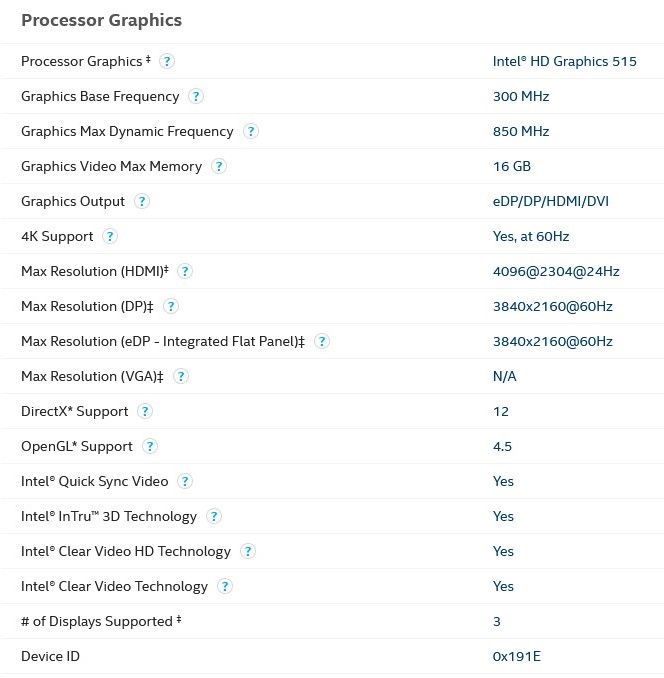 Processor Graphics
Processor Graphics ‡ ? Intel® HD Graphics 515
Graphics Base Frequency ? 300 MHz
Graphics Max Dynamic Frequency ? 850 MHz
Graphics Video Max Memory ? 16 GB
Graphics Output ? eDP/DP/HDMI/DVI
4K Support ? Yes, at 60Hz
Max Resolution (HDMI)‡ ? 4096@2304@24Hz
Max Resolution (DP)‡ ? 3840x2160@60Hz
Max Resolution (eDP - Integrated Flat Panel)‡ ? 3840x2160@60Hz
Max Resolution (VGA)‡ ? N/A
DirectX* Support ? 12
OpenGL* Support ? 4.5
Intel® Quick Sync Video ? Yes
Intel® InTru™ 3D Technology ? Yes
Intel® Clear Video HD Technology ? Yes
Intel® Clear Video Technology ? Yes
# of Displays Supported ‡ 3
Device ID 0x191E